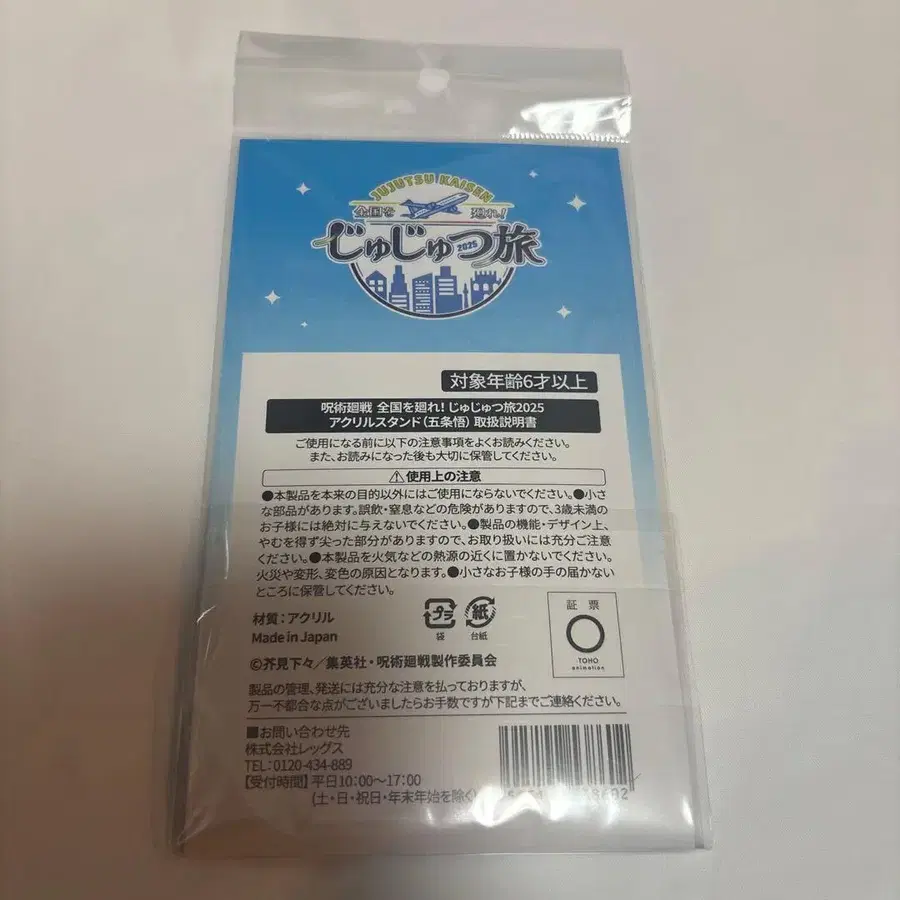 JUJUTSU KAISEN
全国を 廻れ!
じゅじゅつ旅
2025
対象年齢6才以上
呪術廻戦 全国を廻れ! じゅじゅつ旅2025
アクリルスタンド(五条悟) 取扱説明書
ご使用になる前に以下の注意事項をよくお読みください。
また、お読みになった後も大切に保管してください。
⚠使用上の注意
●本製品を本来の目的以外にはご使用にならないでください。●小さ
な部品があります。誤飲・窒息などの危険がありますので、3歳未満の
お子様には絶対に与えないでください。●製品の機能・デザイン上、
やむを得ず尖った部分がありますので、お取り扱いには充分ご注意
ください。●本製品を火気などの熱源の近くに置かないでください。
火災や変形、変色の原因となります。●小さなお子様の手の届かない
ところに保管してください。
材質:アクリル
Made in Japan
プラ
袋
紙
台紙
証票
TOHO
animation
©芥見下々/集英社・呪術廻戦製作委員会
製品の管理、発送には充分な注意を払っておりますが、
万一不都合な点がございましたらお手数ですが下記までご連絡ください。
■お問い合わせ先
株式会社レッグス
TEL:0120-434-889
【受付時間】平日10:00〜17:00
(土・日・祝日・年末年始を除く)